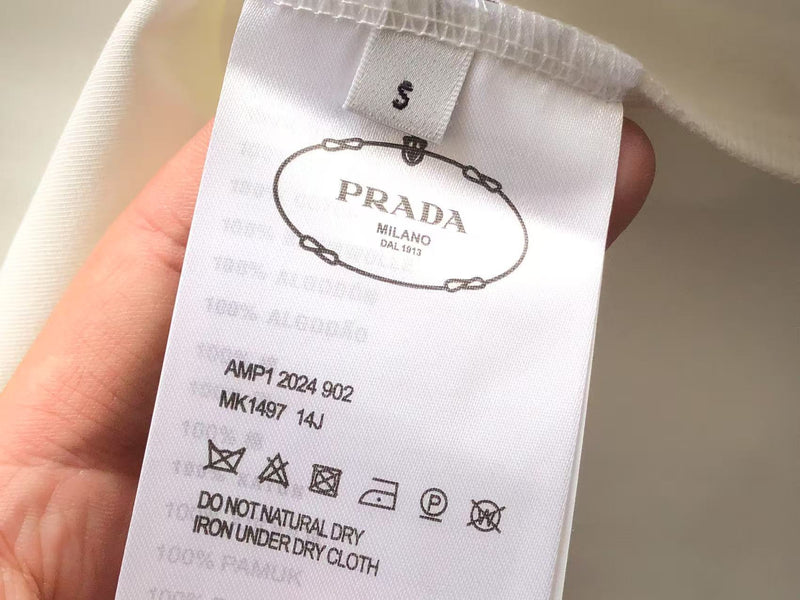 S
PRADA
MILANO
DAL 1913
100% ALGODÓN
100% ALGODÃO
AMP1 2024 902
MK1497 14J
P
W
DO NOT NATURAL DRY
IRON UNDER DRY CLOTH
100% PAMUK